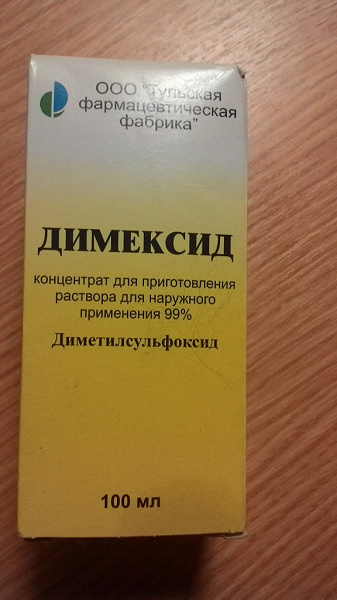 ООО "Тульская
фармацевтическая
фабрика"
ДИМЕКСИД
концентрат для приготовления
раствора для наружного
применения 99%
Диметилсульфоксид
100 мл